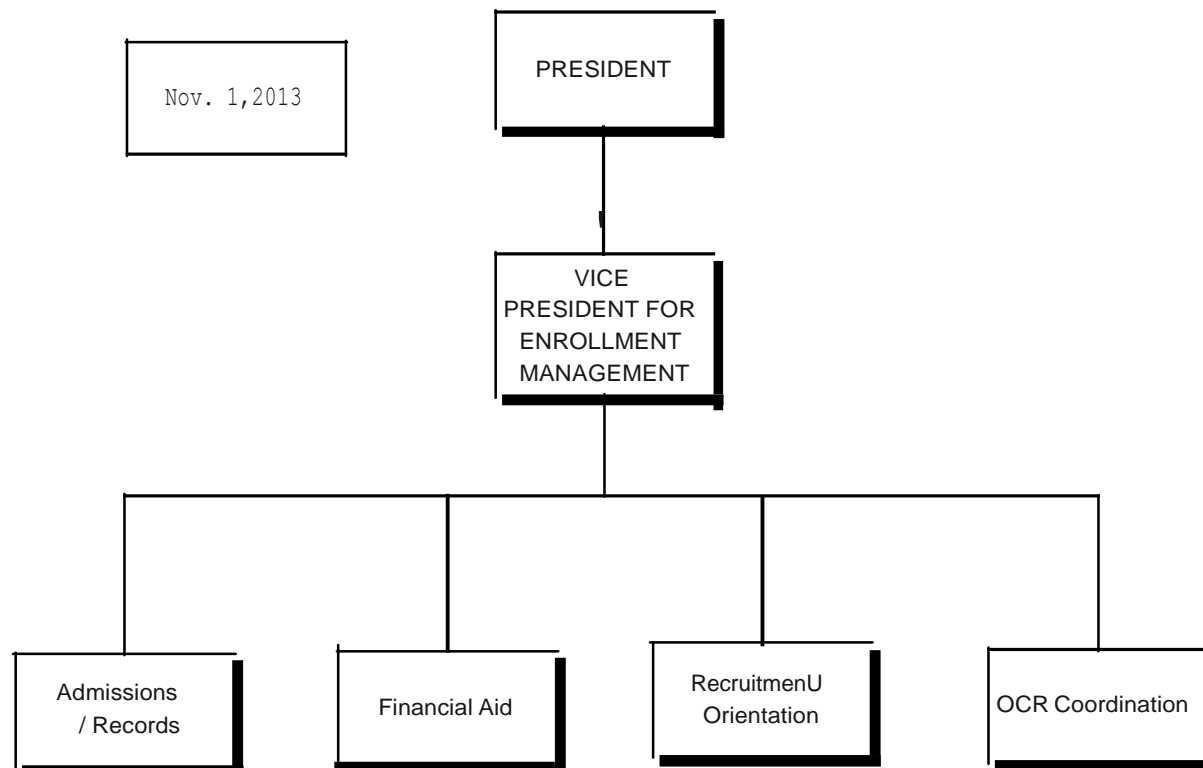 Nov. 1,2013
PRESIDENT
VICE
PRESIDENT FOR
ENROLLMENT
MANAGEMENT
Admissions
/ Records
Financial Aid
RecruitmenU
Orientation
OCR Coordination